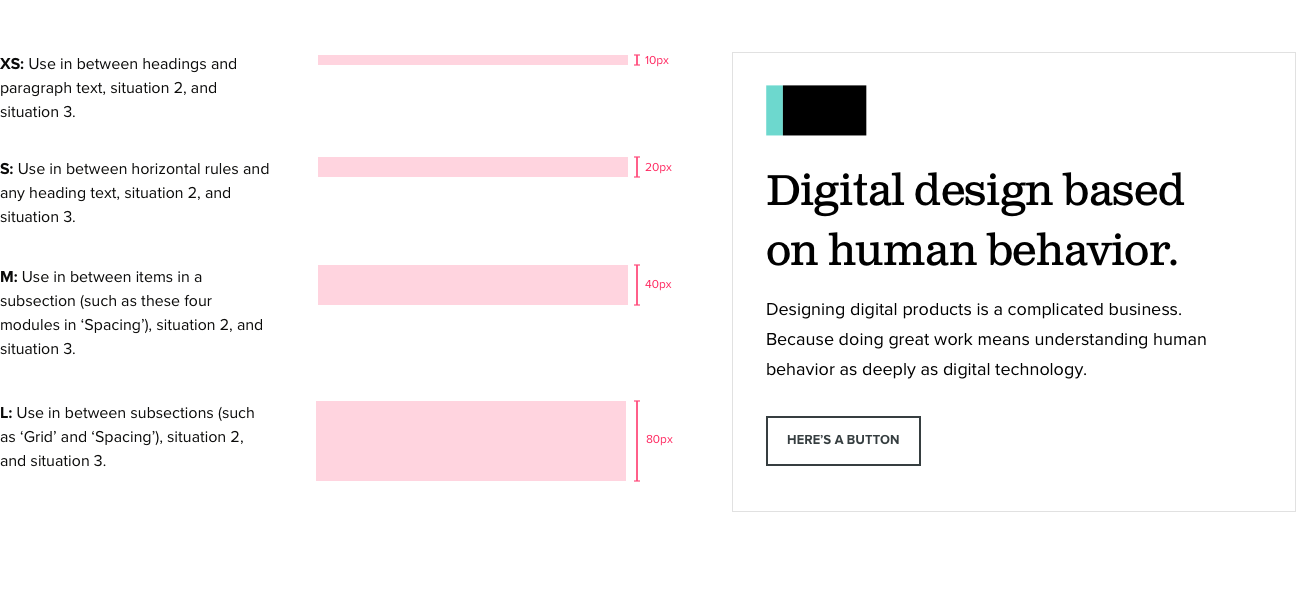 XS: Use in between headings and
paragraph text, situation 2, and
situation 3.
10px
S: Use in between horizontal rules and
any heading text, situation 2, and
situation 3.
20px
M: Use in between items in a
subsection (such as these four
modules in ‘Spacing’), situation 2, and
situation 3.
40px
L: Use in between subsections (such
as ‘Grid’ and ‘Spacing’), situation 2,
and situation 3.
80px
Digital design based
on human behavior.
Designing digital products is a complicated business.
Because doing great work means understanding human
behavior as deeply as digital technology.
HERE’S A BUTTON